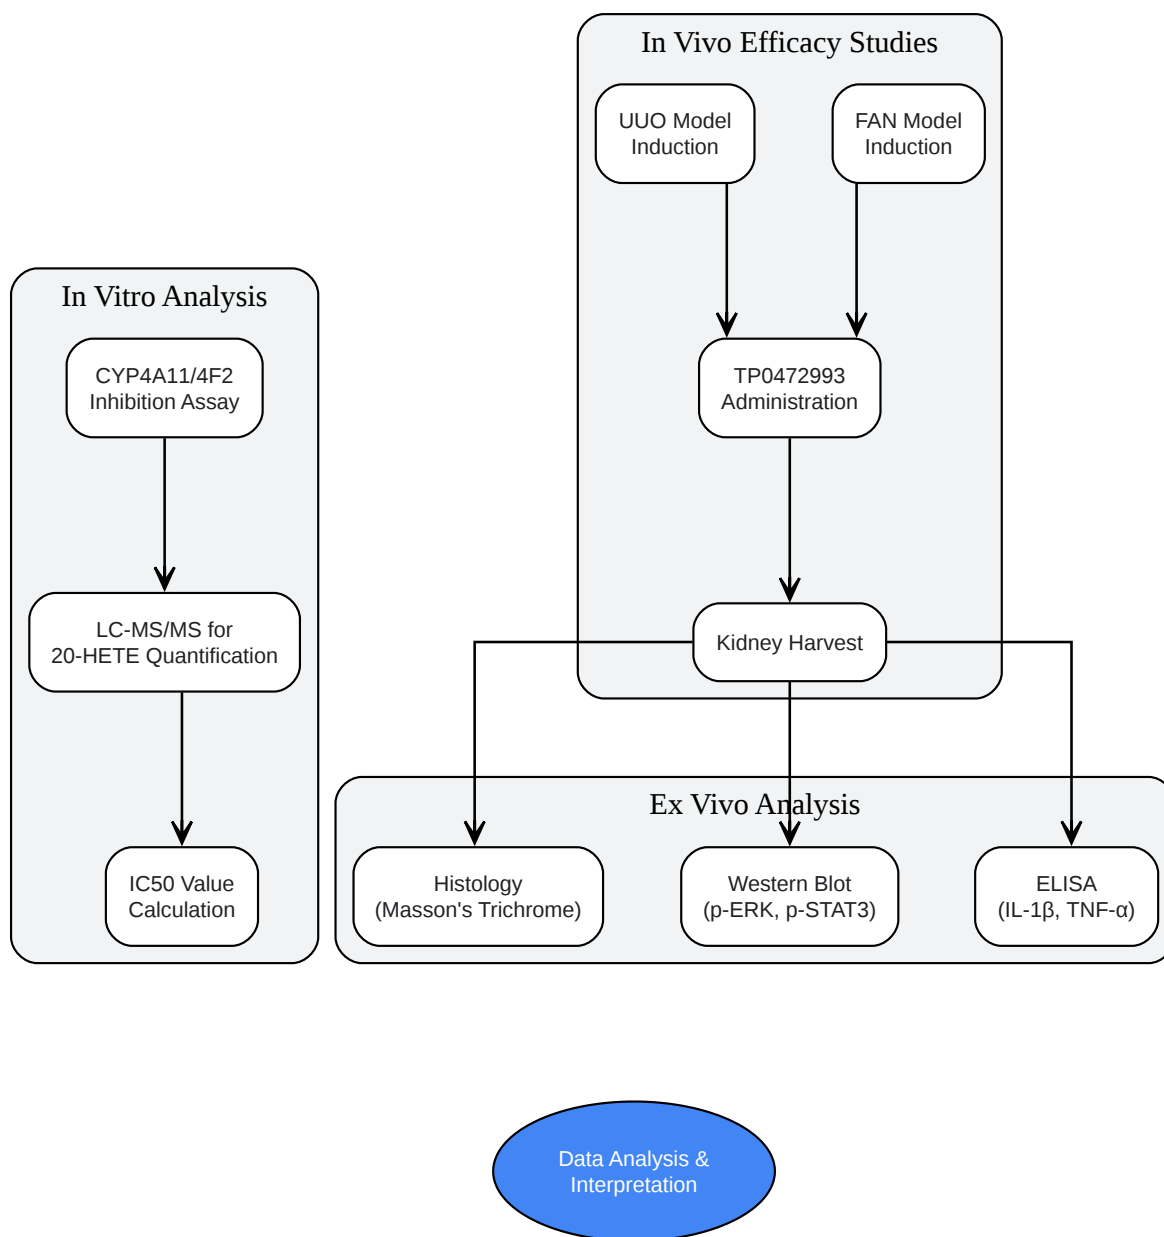 In Vivo Efficacy Studies
UUO Model
Induction
FAN Model
Induction
In Vitro Analysis
CYP4A11/4F2
Inhibition Assay
TP0472993
Administration
LC-MS/MS for
20-HETE Quantification
Kidney Harvest
Ex Vivo Analysis
IC50 Value
Calculation
Histology
(Masson's Trichrome)
Western Blot
(p-ERK, p-STAT3)
ELISA
(IL-1β, TNF-α)
Data Analysis &
Interpretation